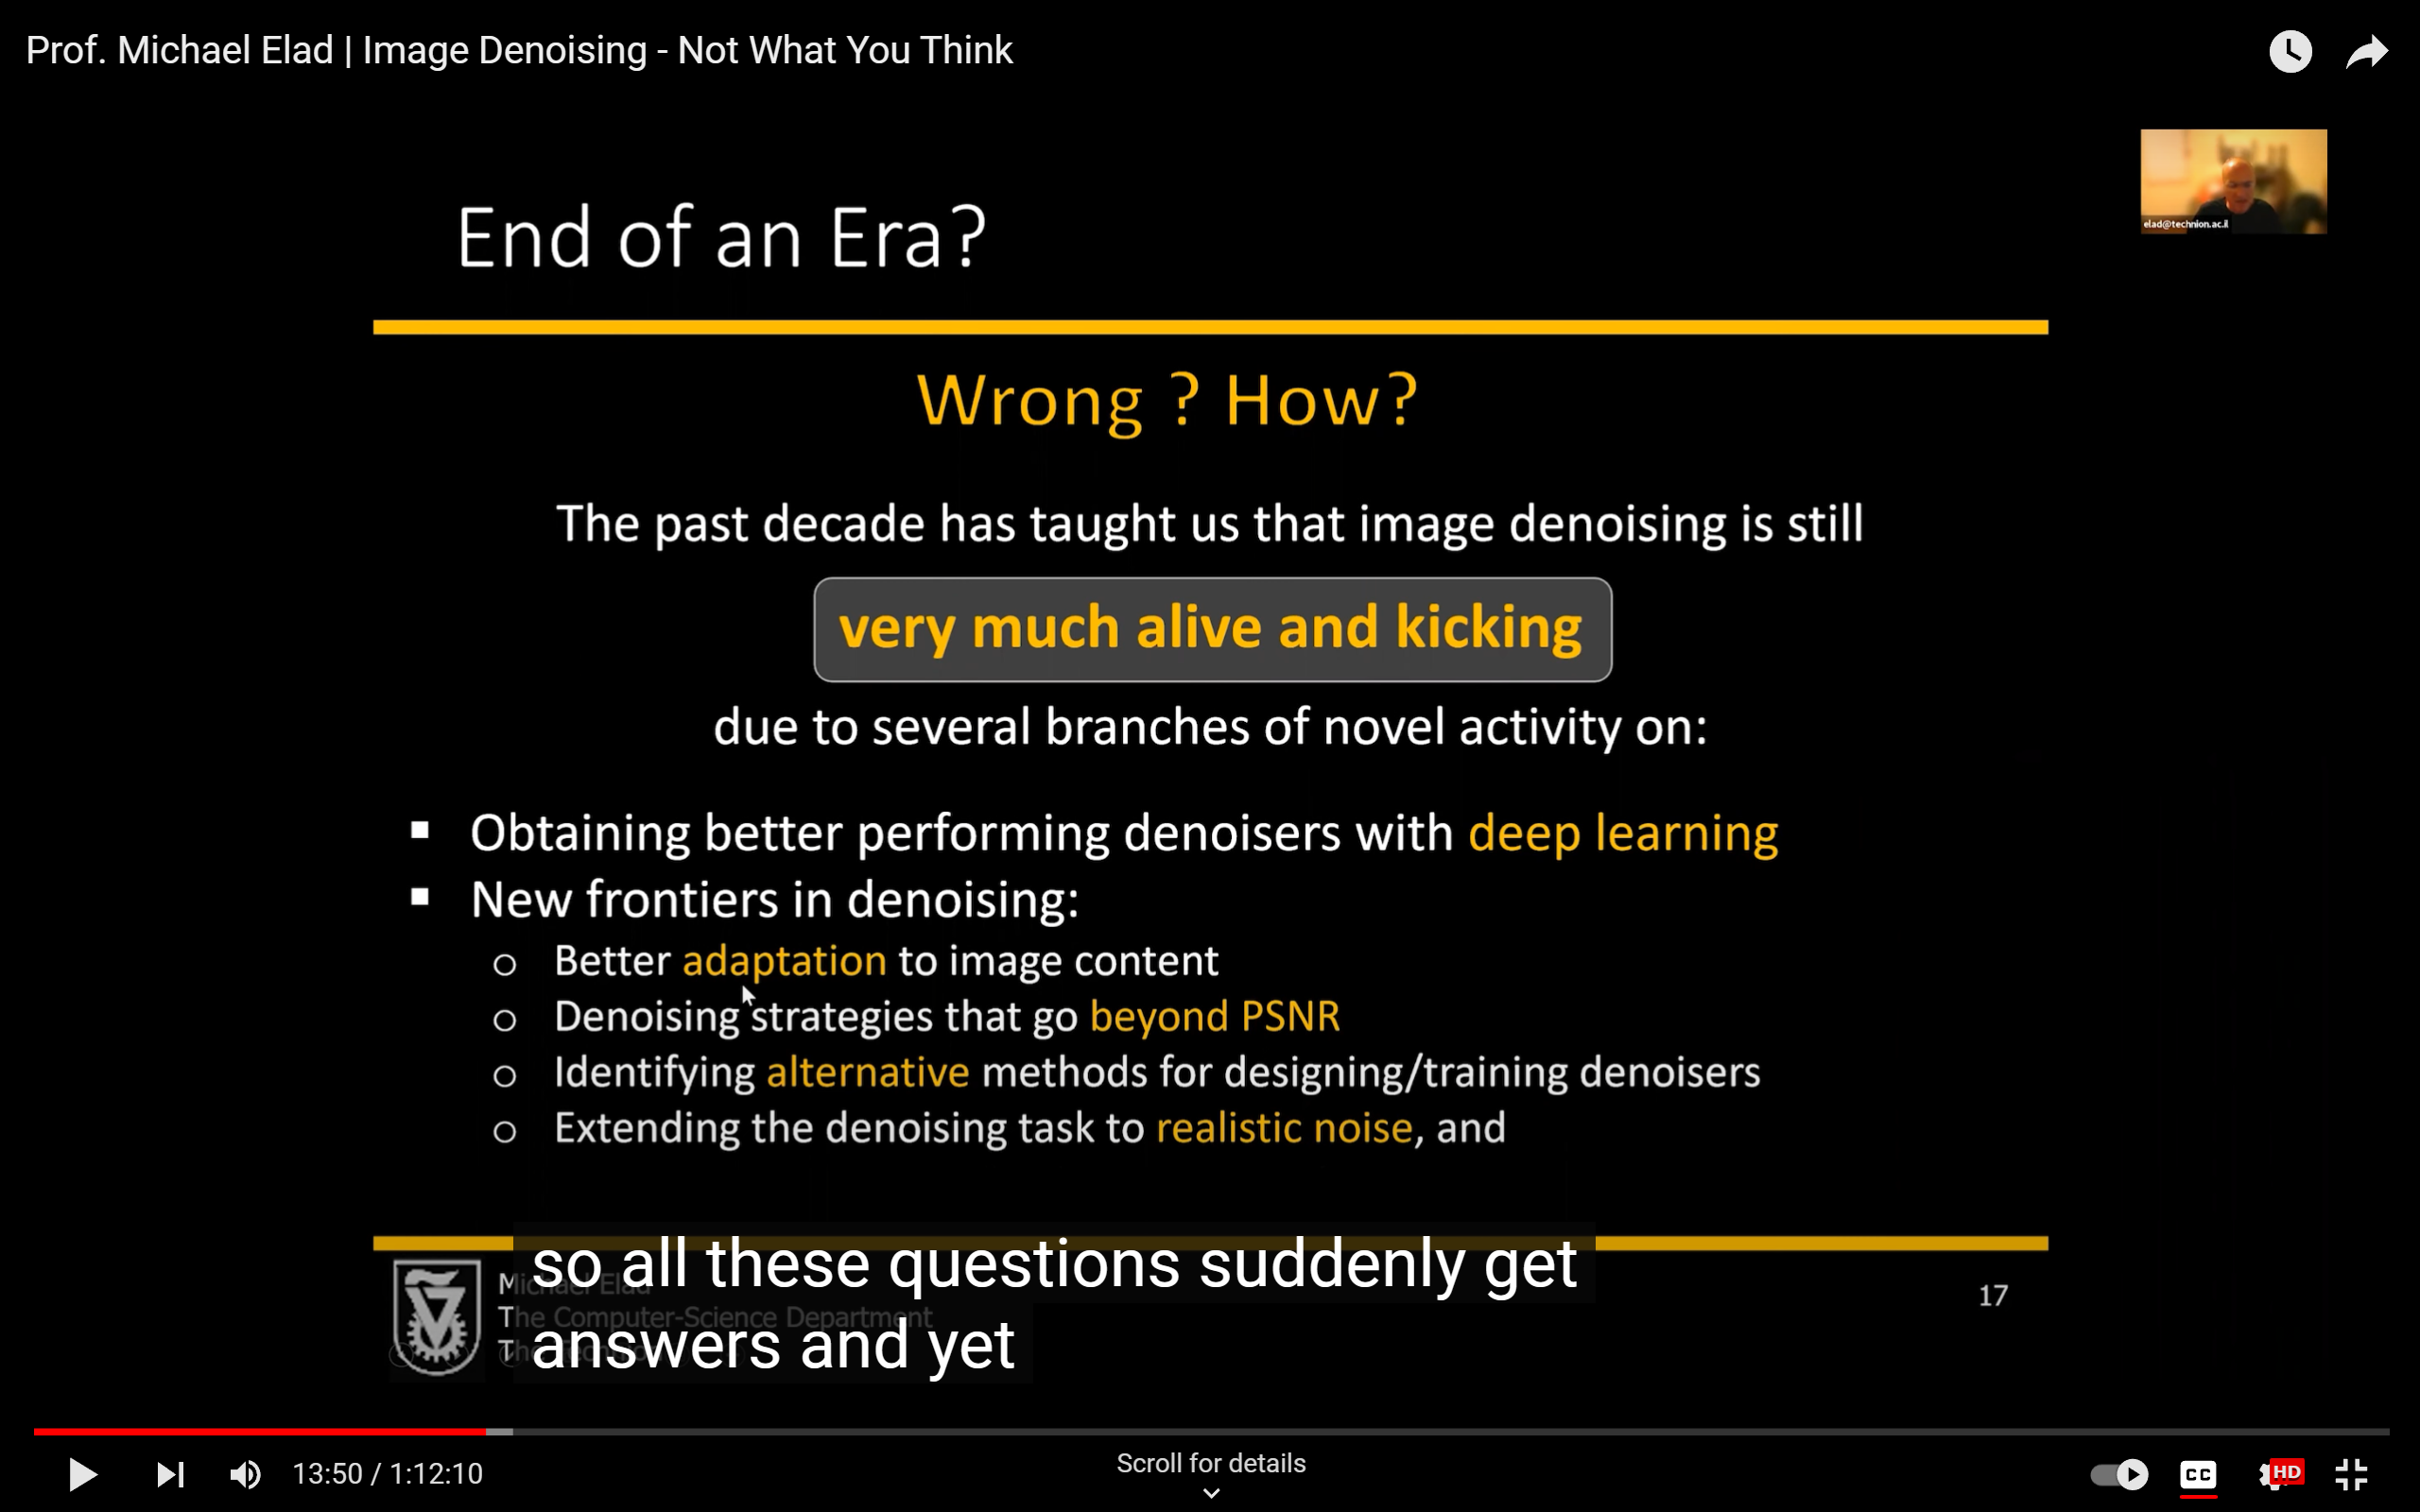 Prof. Michael Elad | Image Denoising - Not What You Think
elad@technion.ac.il
End of an Era?
Wrong ? How?
The past decade has taught us that image denoising is still
very much alive and kicking
due to several branches of novel activity on:
Obtaining better performing denoisers with deep learning
New frontiers in denoising:
Better adaptation to image content
Denoising strategies that go beyond PSNR
Identifying alternative methods for designing/training denoisers
Extending the denoising task to realistic noise, and
so all these questions suddenly get
answers and yet
Michael Elad
The Computer-Science Department
17
13:50 / 1:12:10
Scroll for details
CC
HD